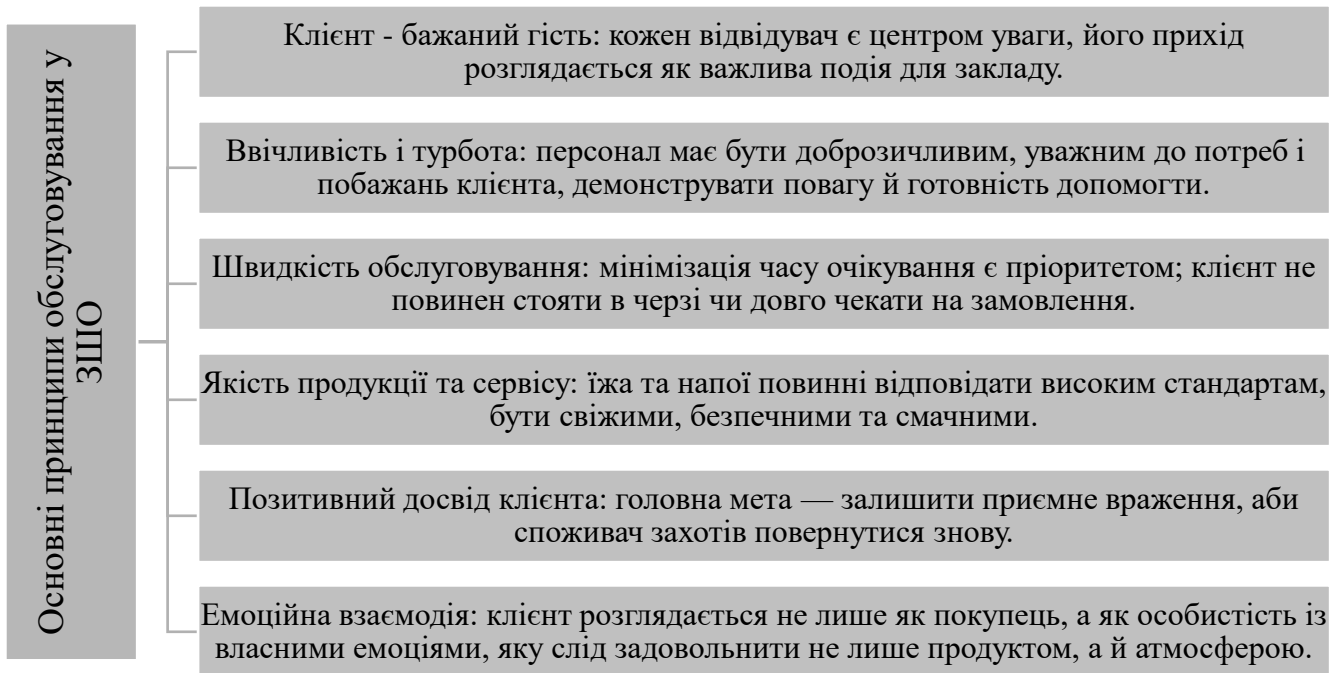 Основні принципи обслуговування у
ЗШО
Клієнт - бажаний гість: кожен відвідувач є центром уваги, його прихід
розглядається як важлива подія для закладу.
Ввічливість і турбота: персонал має бути доброзичливим, уважним до потреб і
побажань клієнта, демонструвати повагу й готовність допомогти.
Швидкість обслуговування: мінімізація часу очікування є пріоритетом; клієнт не
повинен стояти в черзі чи довго чекати на замовлення.
Якість продукції та сервісу: їжа та напої повинні відповідати високим стандартам,
бути свіжими, безпечними та смачними.
Позитивний досвід клієнта: головна мета — залишити приємне враження, аби
споживач захотів повернутися знову.
Емоційна взаємодія: клієнт розглядається не лише як покупець, а як особистість із
власними емоціями, яку слід задовольнити не лише продуктом, а й атмосферою.